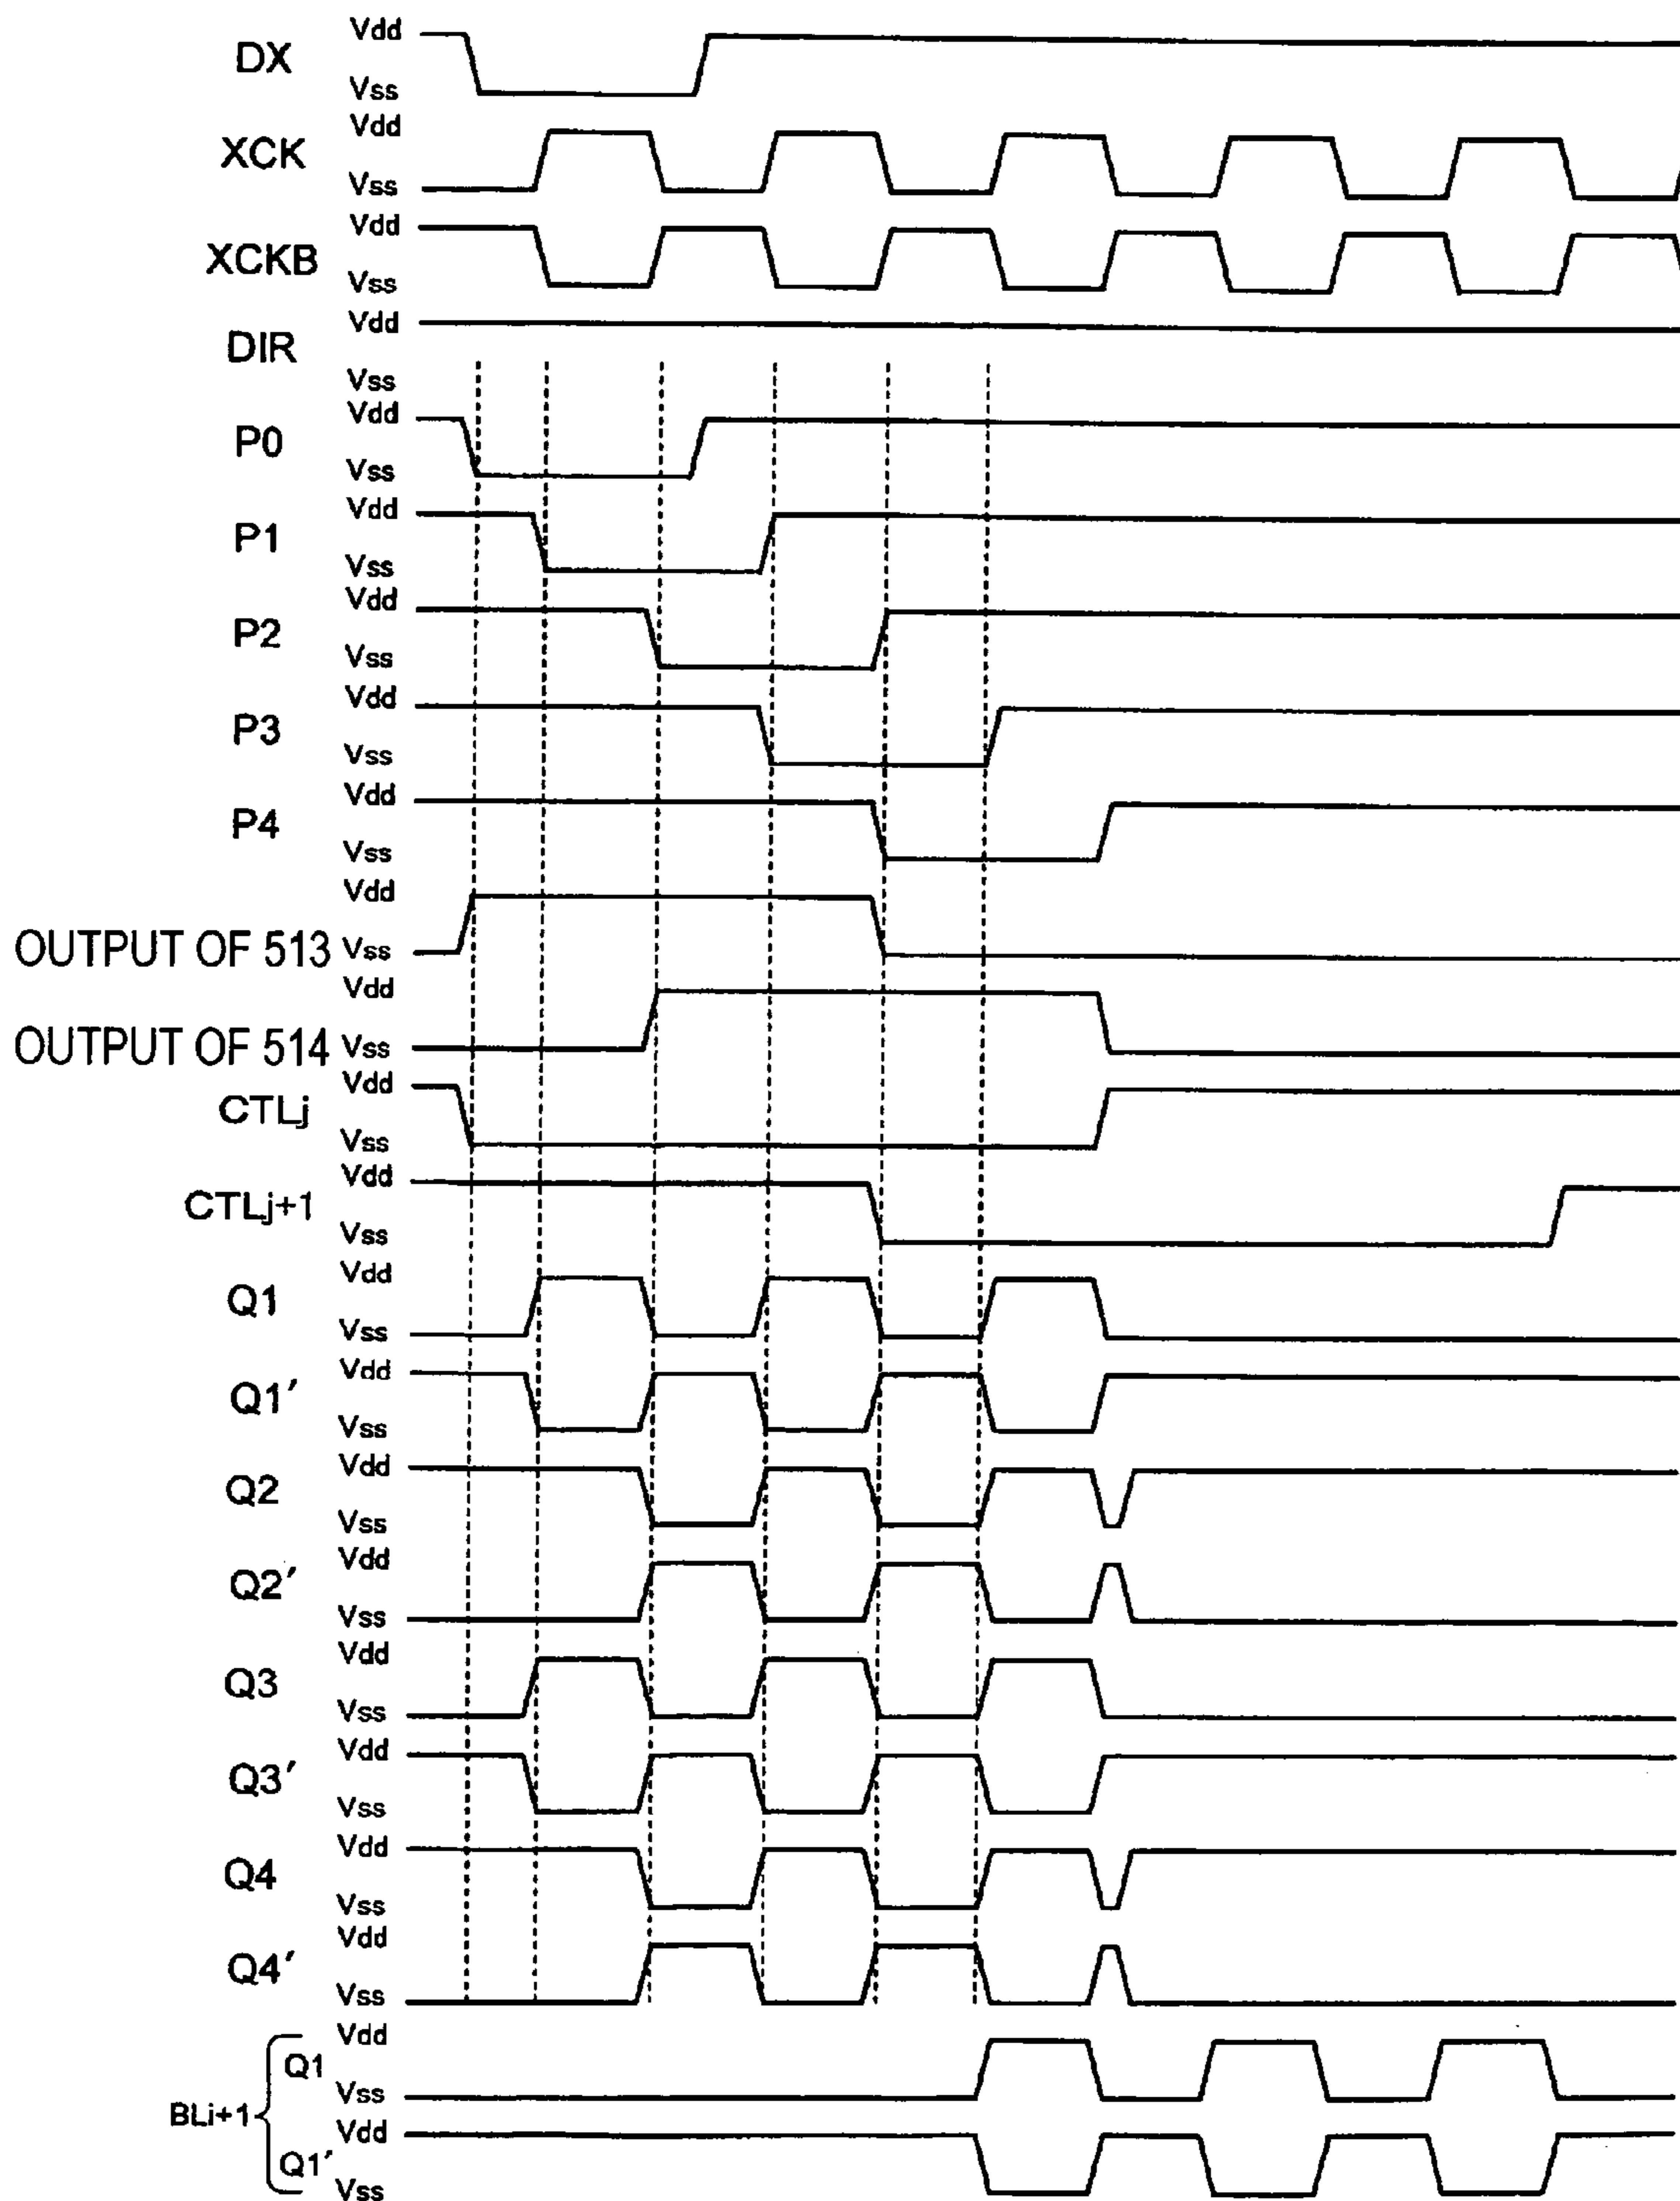 Vdd
DX
Vss
Vdd
XCK
Vss
Vdd
XCKB
Vss
Vdd
DIR
Vss
Vdd
P0
Vss
Vdd
P1
Vss
Vdd
P2
Vss
Vdd
P3
Vss
Vdd
P4
Vss
Vdd
OUTPUT OF 513 Vss
Vdd
OUTPUT OF 514 Vss
Vdd
CTLj
Vss
Vdd
CTLj+1
Vss
Vdd
Q1
Vss
Vdd
Q1′
Vss
Vdd
Q2
Vss
Vdd
Q2′
Vss
Vdd
Q3
Vss
Vdd
Q3′
Vss
Vdd
Q4
Vss
Vdd
Q4′
Vss
Vdd
Q1
Vss
BLi+1
Vdd
Q1′
Vss